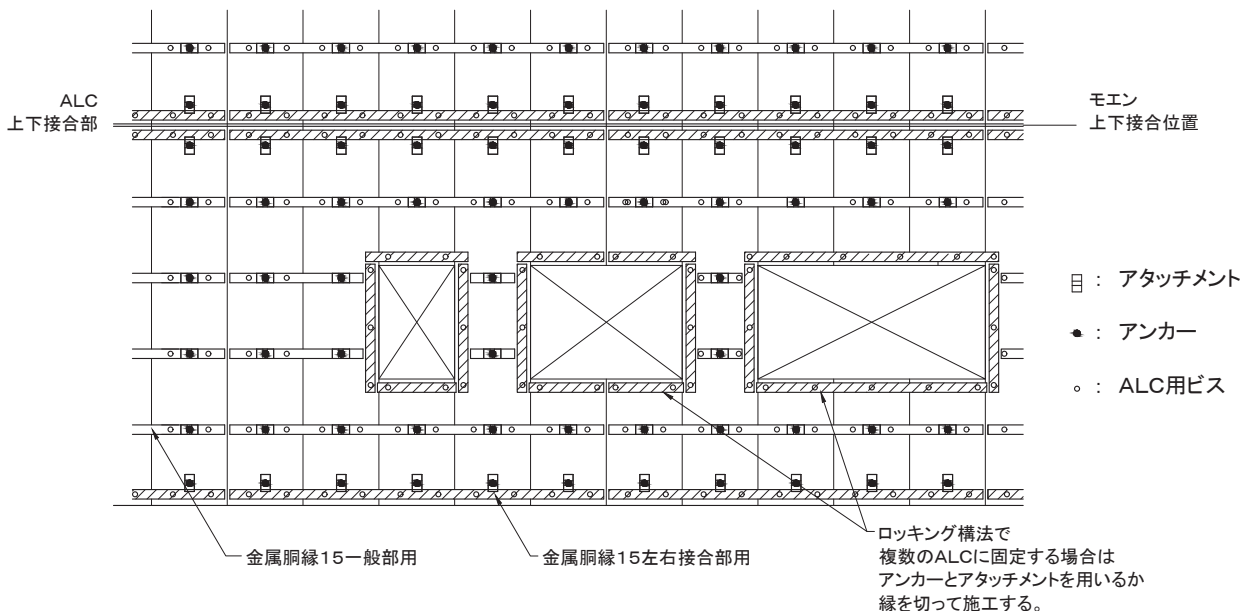 ALC
上下接合部
モエン
上下接合位置
： アタッチメント
： アンカー
： ALC用ビス
金属胴縁15一般部用
金属胴縁15左右接合部用
ロッキング構法で
複数のALCに固定する場合は
アンカーとアタッチメントを用いるか
縁を切って施工する。